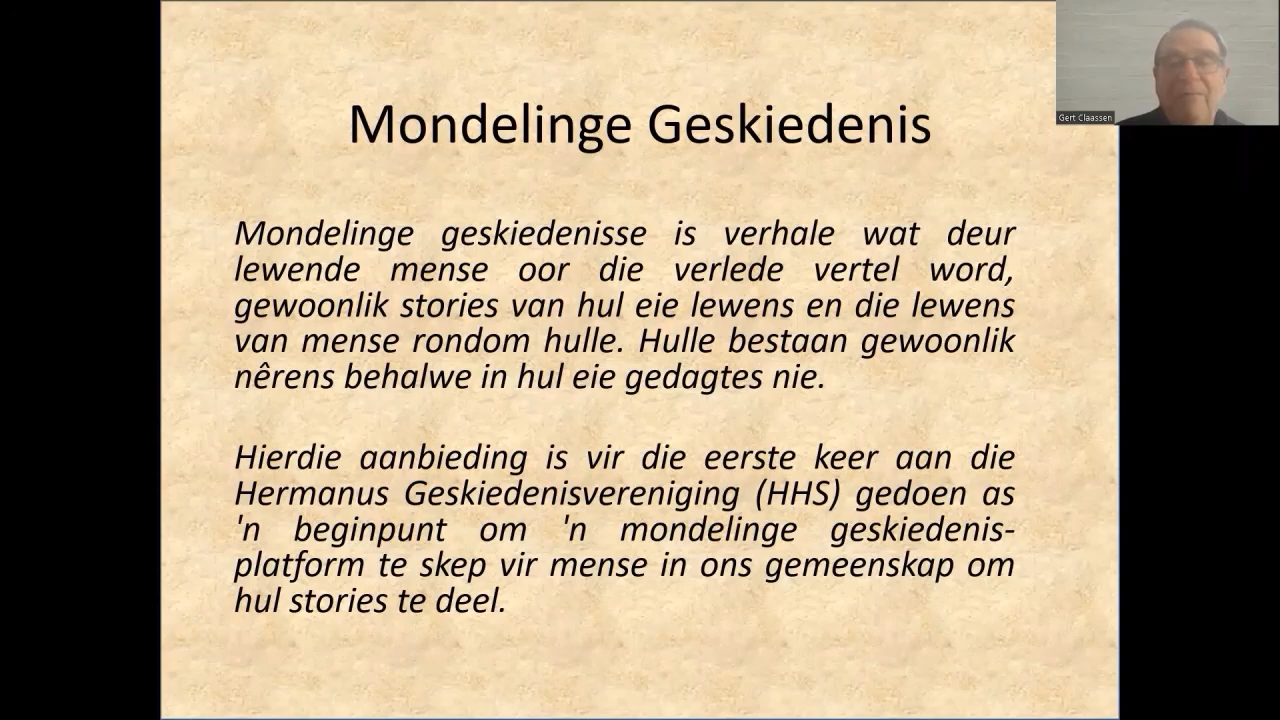 Mondelinge Geskiedenis
Mondelinge geskiedenisse is verhale wat deur
lewende mense oor die verlede vertel word,
gewoonlik stories van hul eie lewens en die lewens
van mense rondom hulle. Hulle bestaan gewoonlik
nêrens behalwe in hul eie gedagtes nie.
Hierdie aanbieding is vir die eerste keer aan die
Hermanus Geskiedenisvereniging (HHS) gedoen as
'n beginpunt om 'n mondelinge geskiedenis-
platform te skep vir mense in ons gemeenskap om
hul stories te deel.
Gert Claassen